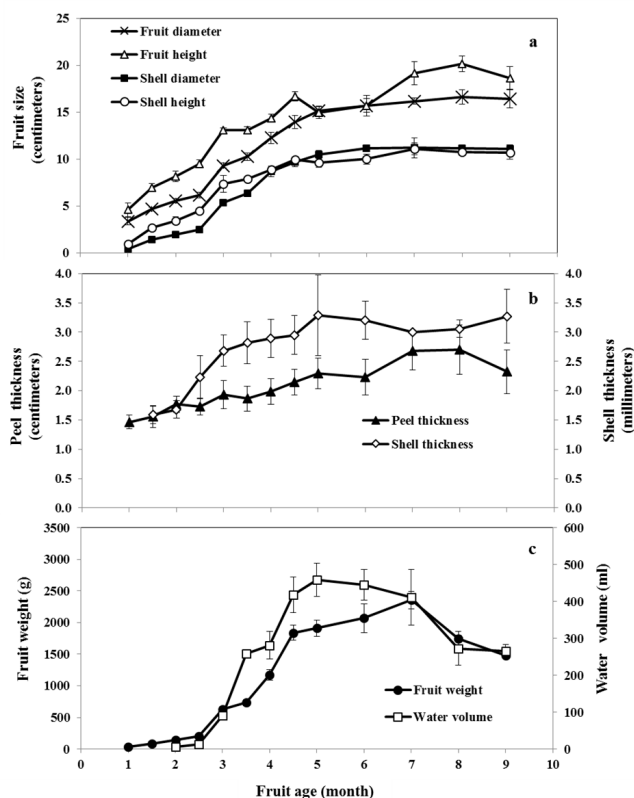 25
20
15
10
5
0
Fruit size
(centimeters)
a
Fruit diameter
Fruit height
Shell diameter
Shell height
4.0
3.5
3.0
2.5
2.0
1.5
1.0
0.5
0.0
Peel thickness
(centimeters)
b
Peel thickness
Shell thickness
4.0
3.5
3.0
2.5
2.0
1.5
1.0
0.5
0.0
Shell thickness
(millimeters)
3500
3000
2500
2000
1500
1000
500
0
Fruit weight (g)
c
Fruit weight
Water volume
600
500
400
300
200
100
0
Water volume (ml)
0 1 2 3 4 5 6 7 8 9 10
Fruit age (month)